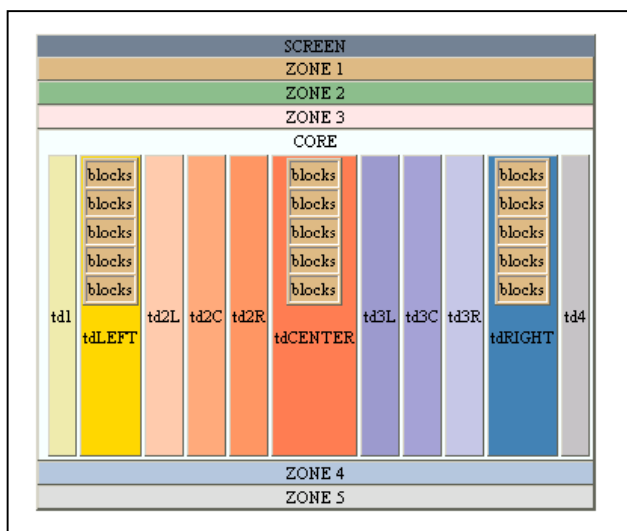 SCREEN
ZONE 1
ZONE 2
ZONE 3
CORE
blocks blocks blocks
blocks blocks blocks
blocks blocks blocks
blocks blocks blocks
blocks blocks blocks
td1 td2L td2C td2R td3L td3C td3R td4
tdLEFT tdCENTER tdRIGHT
ZONE 4
ZONE 5